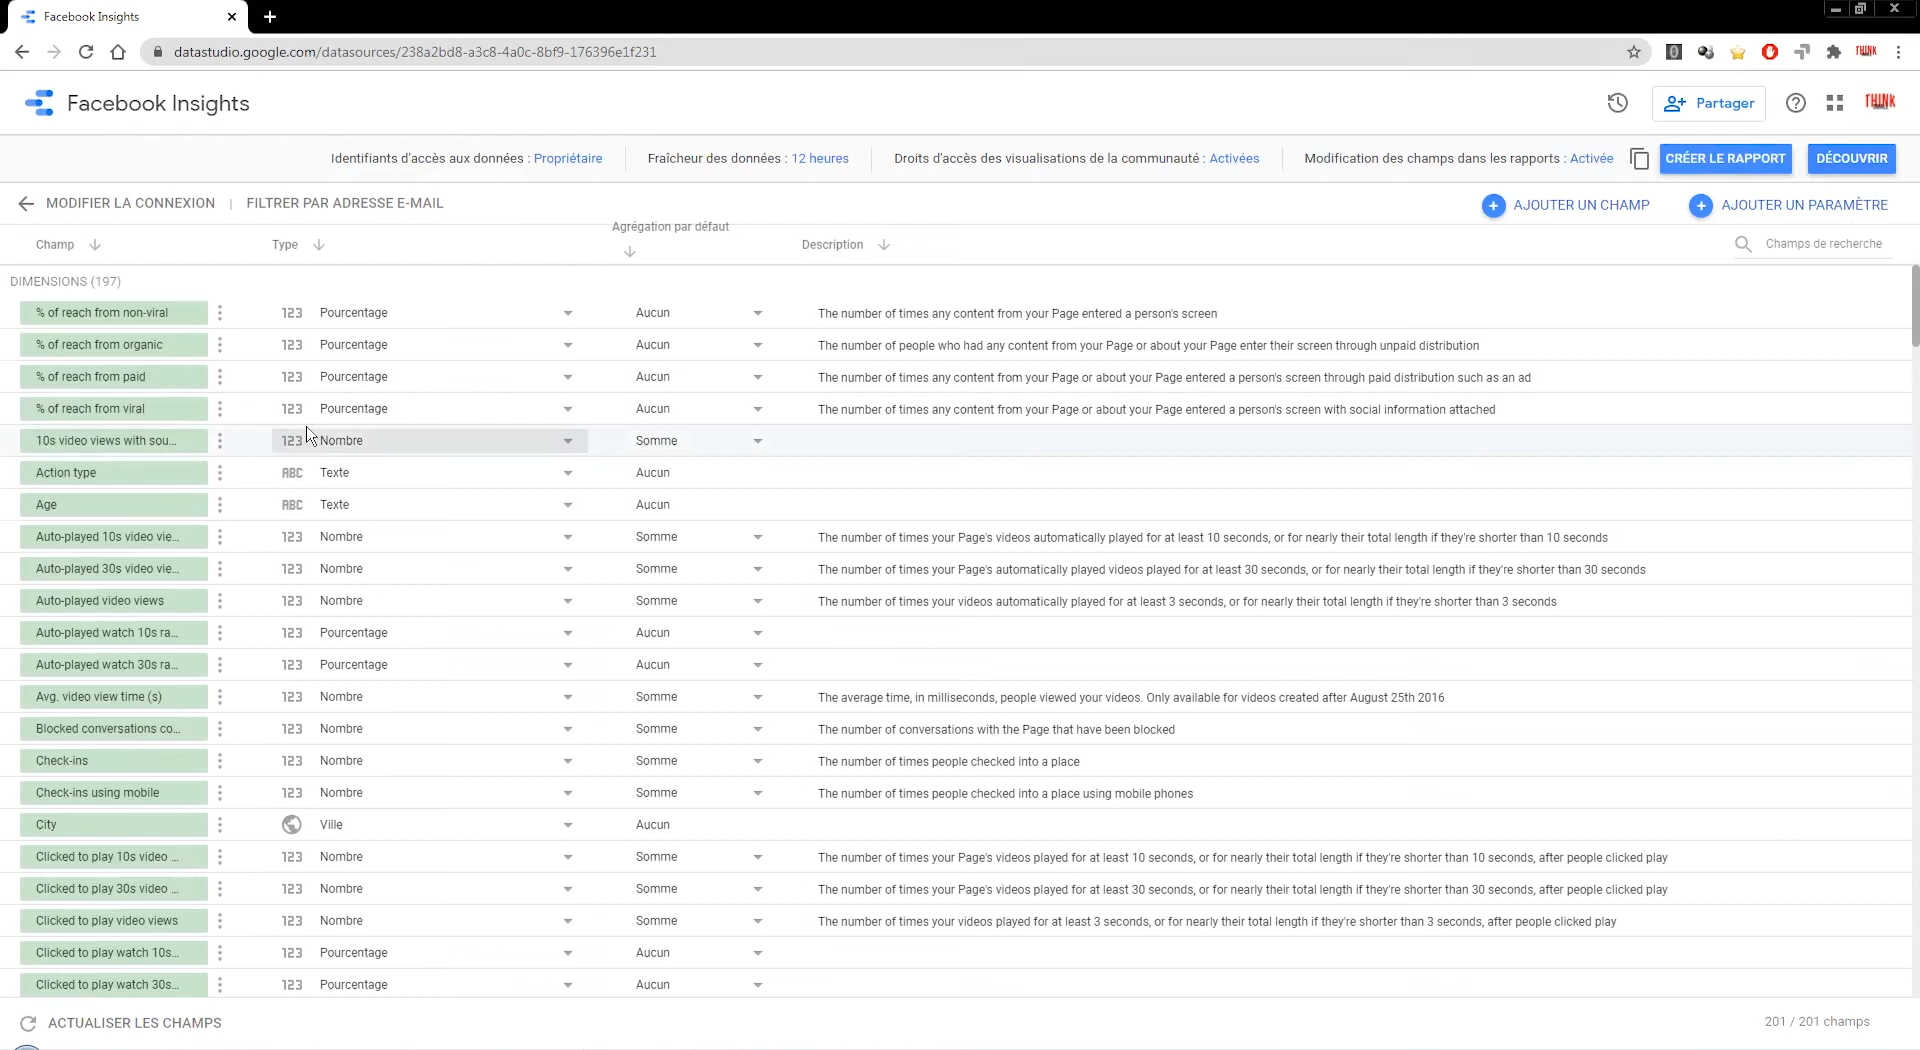 Facebook Insights
datastudio.google.com/datasources/238a2bd8-a3c8-4a0c-8bf9-176396e1f231
THINK
Facebook Insights
Partager
THINK
Identifiants d'accès aux données : Propriétaire
Fraîcheur des données : 12 heures
Droits d'accès des visualisations de la communauté : Activées
Modification des champs dans les rapports : Activée
CRÉER LE RAPPORT
DÉCOUVRIR
MODIFIER LA CONNEXION | FILTRER PAR ADRESSE E-MAIL
AJOUTER UN CHAMP
AJOUTER UN PARAMÈTRE
Champ
Type
Agrégation par défaut
Description
Champs de recherche
DIMENSIONS (197)
% of reach from non-viral 123 Pourcentage Aucun The number of times any content from your Page entered a person's screen
% of reach from organic 123 Pourcentage Aucun The number of people who had any content from your Page or about your Page enter their screen through unpaid distribution
% of reach from paid 123 Pourcentage Aucun The number of times any content from your Page or about your Page entered a person's screen through paid distribution such as an ad
% of reach from viral 123 Pourcentage Aucun The number of times any content from your Page or about your Page entered a person's screen with social information attached
10s video views with sou... 123 Nombre Somme
Action type ABC Texte Aucun
Age ABC Texte Aucun
Auto-played 10s video vie... 123 Nombre Somme The number of times your Page's videos automatically played for at least 10 seconds, or for nearly their total length if they're shorter than 10 seconds
Auto-played 30s video vie... 123 Nombre Somme The number of times your Page's automatically played videos played for at least 30 seconds, or for nearly their total length if they're shorter than 30 seconds
Auto-played video views 123 Nombre Somme The number of times your videos automatically played for at least 3 seconds, or for nearly their total length if they're shorter than 3 seconds
Auto-played watch 10s ra... 123 Pourcentage Aucun
Auto-played watch 30s ra... 123 Pourcentage Aucun
Avg. video view time (s) 123 Nombre Somme The average time, in milliseconds, people viewed your videos. Only available for videos created after August 25th 2016
Blocked conversations co... 123 Nombre Somme The number of conversations with the Page that have been blocked
Check-ins 123 Nombre Somme The number of times people checked into a place
Check-ins using mobile 123 Nombre Somme The number of times people checked into a place using mobile phones
City Ville Aucun
Clicked to play 10s video ... 123 Nombre Somme The number of times your Page's videos played for at least 10 seconds, or for nearly their total length if they're shorter than 10 seconds, after people clicked play
Clicked to play 30s video ... 123 Nombre Somme The number of times your Page's videos played for at least 30 seconds, or for nearly their total length if they're shorter than 30 seconds, after people clicked play
Clicked to play video views 123 Nombre Somme The number of times your videos played for at least 3 seconds, or for nearly their total length if they're shorter than 3 seconds, after people clicked play
Clicked to play watch 10s... 123 Pourcentage Aucun
Clicked to play watch 30s... 123 Pourcentage Aucun
ACTUALISER LES CHAMPS
201 / 201 champs